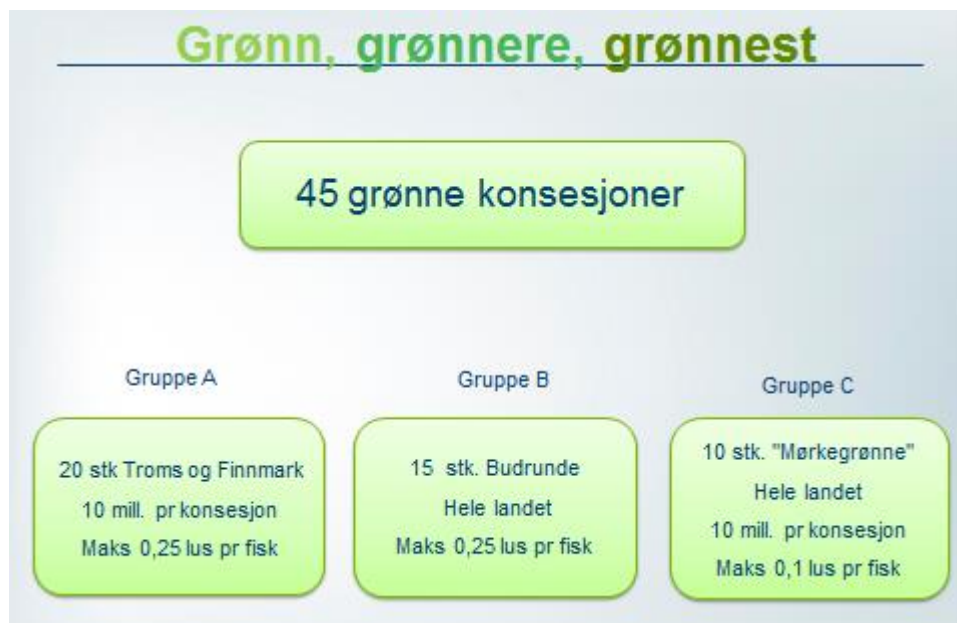 Grønn, grønnere, grønnest
45 grønne konsesjoner
Gruppe A
20 stk Troms og Finnmark
10 mill. pr konsesjon
Maks 0,25 lus pr fisk
Gruppe B
15 stk. Budrunde
Hele landet
Maks 0,25 lus pr fisk
Gruppe C
10 stk. "Mørkegrønne"
Hele landet
10 mill. pr konsesjon
Maks 0,1 lus pr fisk